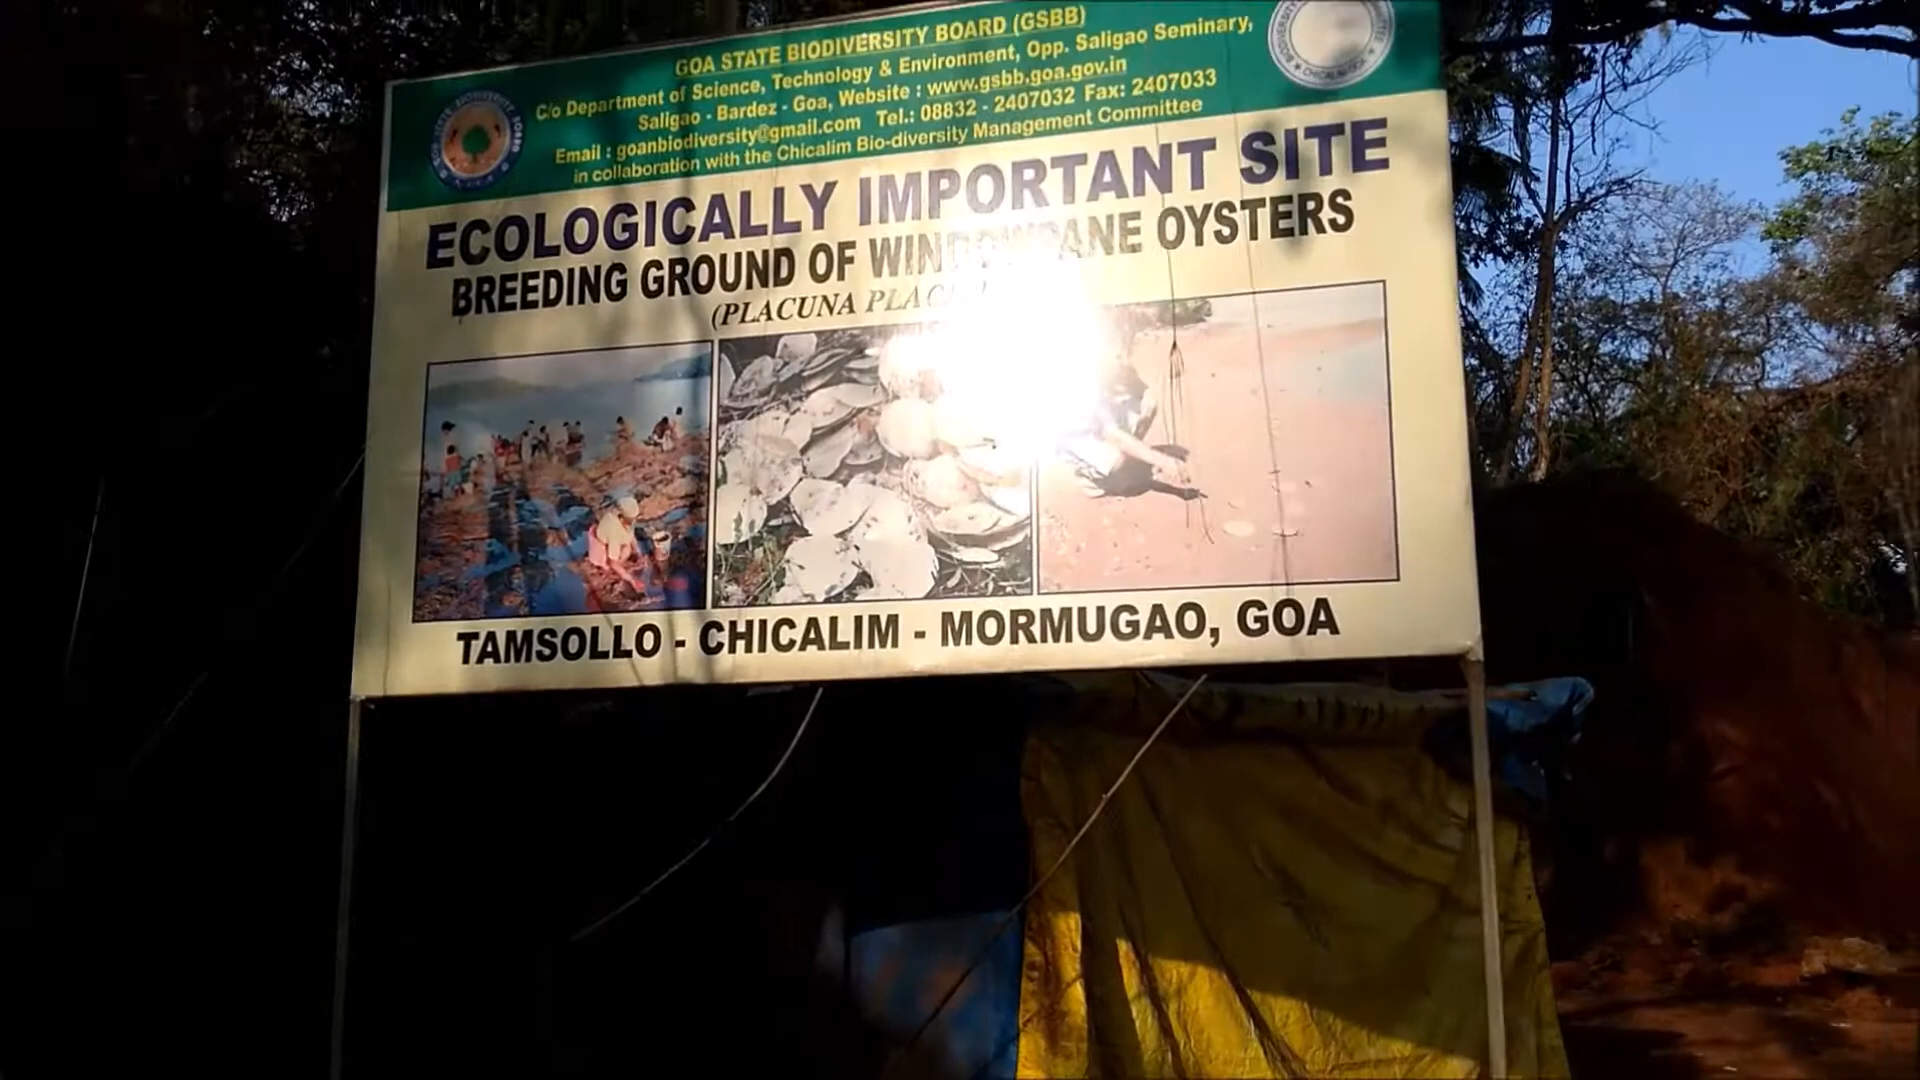 GOA STATE BIODIVERSITY BOARD (GSBB)
C/o Department of Science, Technology & Environment, Opp. Saligao Seminary,
Saligao - Bardez - Goa, Website : www.gsbb.goa.gov.in
Email : goanbiodiversity@gmail.com Tel.: 08832 - 2407032 Fax: 2407033
in collaboration with the Chicalim Bio-diversity Management Committee
ECOLOGICALLY IMPORTANT SITE
BREEDING GROUND OF WINDOWPANE OYSTERS
(PLACUNA
TAMSOLLO - CHICALIM - MORMUGAO, GOA